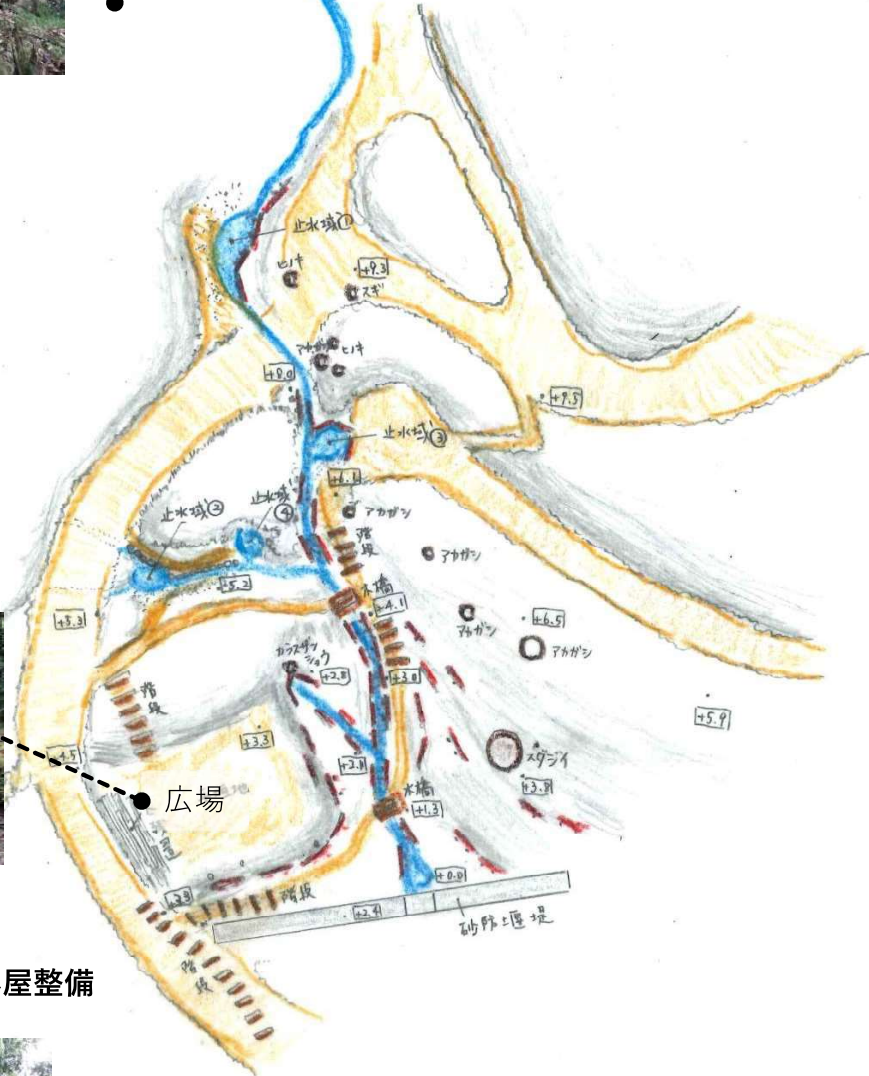 止水域①
ヒノキ
+9.3
スギ
アカガシ
ヒノキ
+8.0
+9.5
止水域③
+6.1
アカガシ
止水域②
止水域④
階段
アカガシ
+5.2
木橋
+4.1
+5.3
アカガシ
+6.5
アカガシ
カラスザンショウ
+2.8
+3.0
階段
+5.9
+3.3
+4.5
スダジイ
+3.8
広場
木橋
+1.3
+0.0
階段
+2.4
砂防堰堤
階段
屋整備